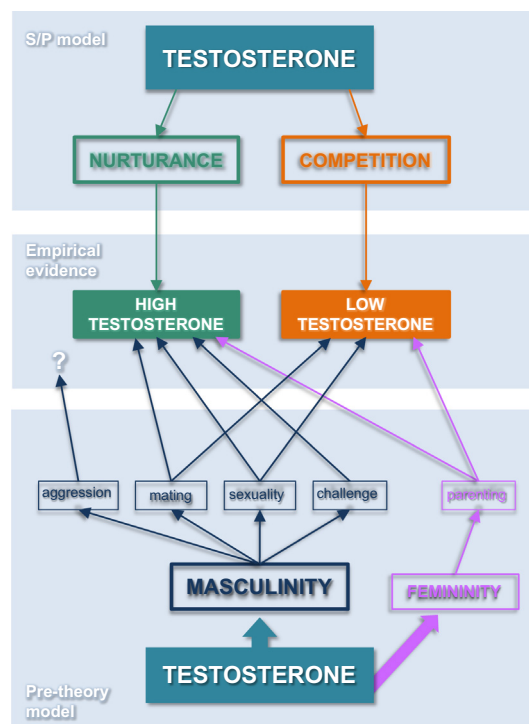 S/P model
TESTOSTERONE
NURTURANCE
COMPETITION
Empirical
evidence
HIGH
TESTOSTERONE
LOW
TESTOSTERONE
?
aggression
mating
sexuality
challenge
parenting
MASCULINITY
FEMININITY
TESTOSTERONE
Pre-theory
model